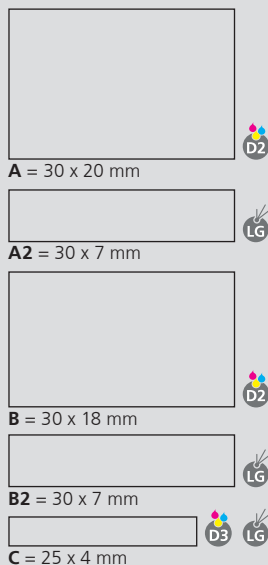 D2
A = 30 x 20 mm
LG
A2 = 30 x 7 mm
D2
B = 30 x 18 mm
LG
B2 = 30 x 7 mm
D3 LG
C = 25 x 4 mm